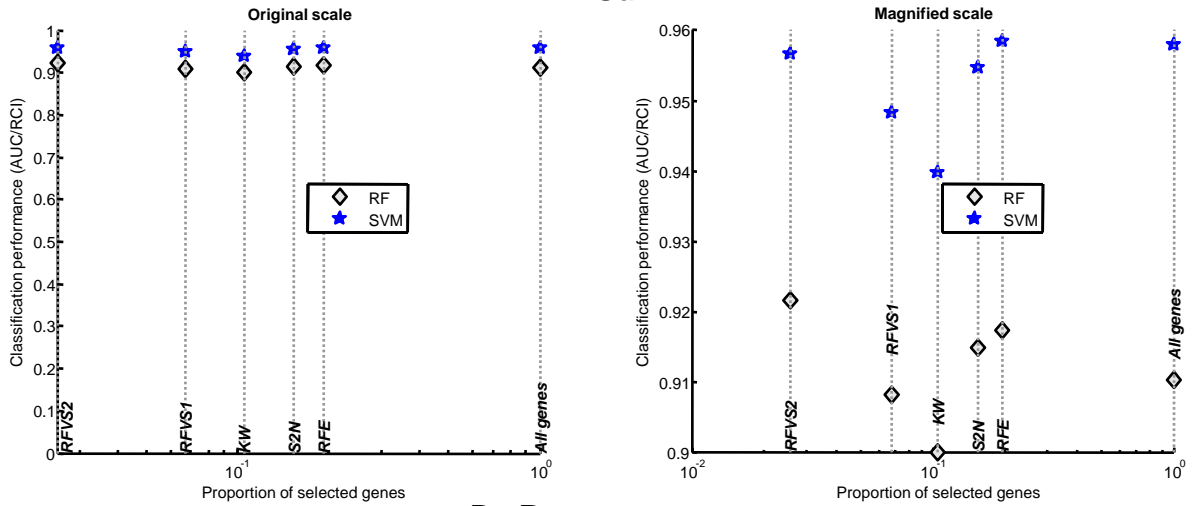 Original scale
Classification performance (AUC/RCI)
1
0.9
0.8
0.7
0.6
0.5
0.4
0.3
0.2
0.1
0
RFVS2
RFVS1
KW
S2N
RFE
All genes
RF
SVM
10^-1
10^0
Proportion of selected genes
Magnified scale
Classification performance (AUC/RCI)
0.96
0.95
0.94
0.93
0.92
0.91
0.9
RFVS2
RFVS1
KW
S2N
RFE
All genes
RF
SVM
10^-2
10^-1
10^0
Proportion of selected genes